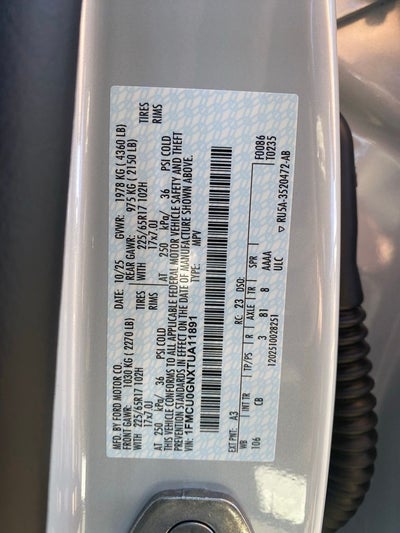 MFD. BY FORD MOTOR CO.
DATE: 10/25 GVWR: 1978 KG ( 4360 LB)
FRONT GAWR: 1030 KG (2270 LB) REAR GAWR: 975 KG ( 2150 LB)
WITH 225/65R17 102H TIRES WITH 225/65R17 102H TIRES
17x7.0J RIMS 17x7.0J RIMS
AT 250 kPa/ 36 PSI COLD AT 250 kPa/ 36 PSI COLD
THIS VEHICLE CONFORMS TO ALL APPLICABLE FEDERAL MOTOR VEHICLE SAFETY AND THEFT
PREVENTION STANDARDS IN EFFECT ON THE DATE OF MANUFACTURE SHOWN ABOVE.
VIN: 1FMCU0GNXTUA11891 TYPE: MPV
F0086
T0235
EXT PNT: A3 RC: 23 DSO:
WB INT TR TP/PS R AXLE TR SPR
106 CB 3 B1 8 AAAA
ULC
1202510028251
▽ RU5A-3520472-AB